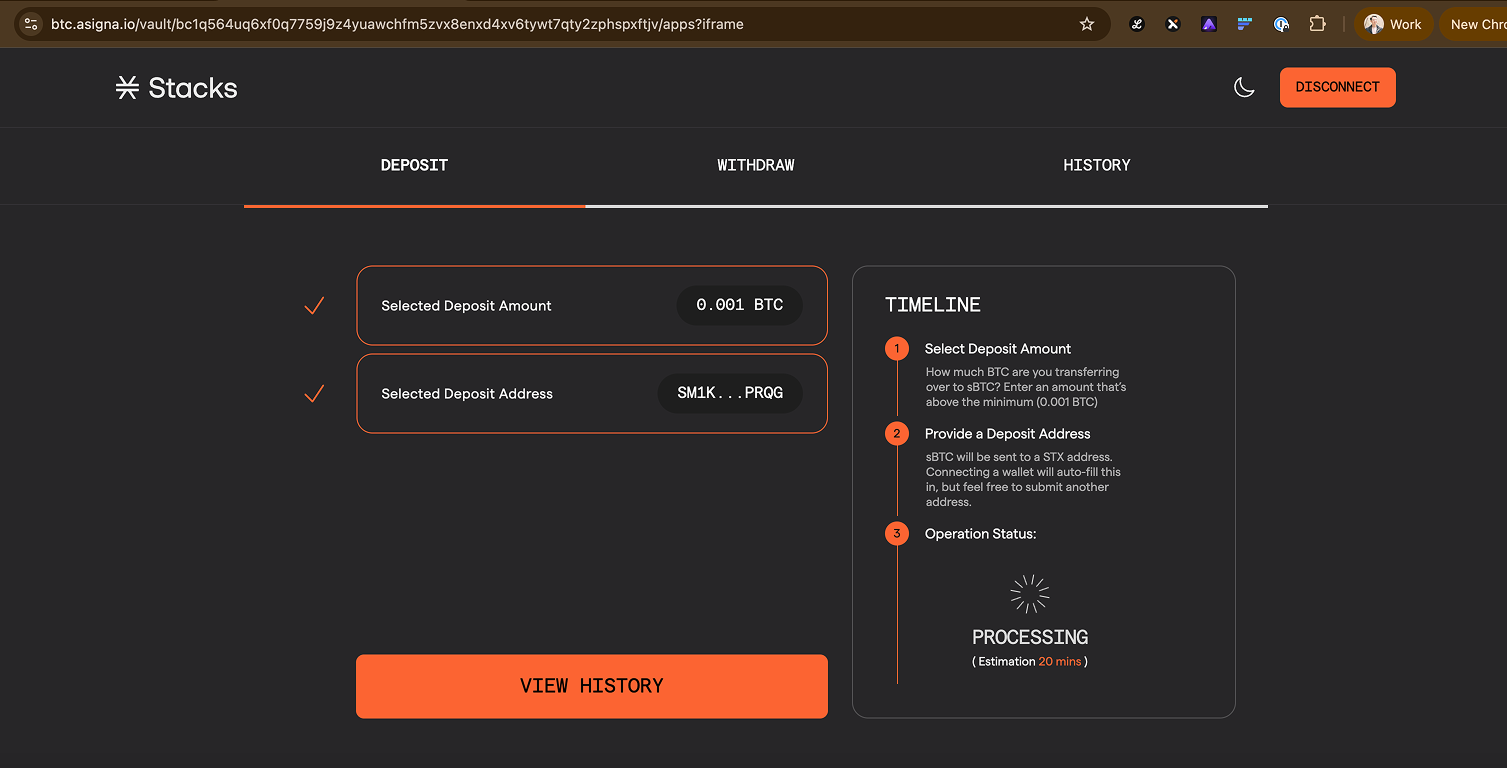 btc.asigna.io/vault/bc1q564uq6xf0q7759j9z4yuawchfm5zvx8enxd4xv6tywt7qty2zphspxftjv/apps?iframe
Work
New Chro
Stacks
DISCONNECT
DEPOSIT
WITHDRAW
HISTORY
Selected Deposit Amount
0.001 BTC
Selected Deposit Address
SM1K...PRQG
VIEW HISTORY
TIMELINE
1
Select Deposit Amount
How much BTC are you transferring
over to sBTC? Enter an amount that's
above the minimum (0.001 BTC)
2
Provide a Deposit Address
sBTC will be sent to a STX address.
Connecting a wallet will auto-fill this
in, but feel free to submit another
address.
3
Operation Status:
PROCESSING
( Estimation 20 mins )